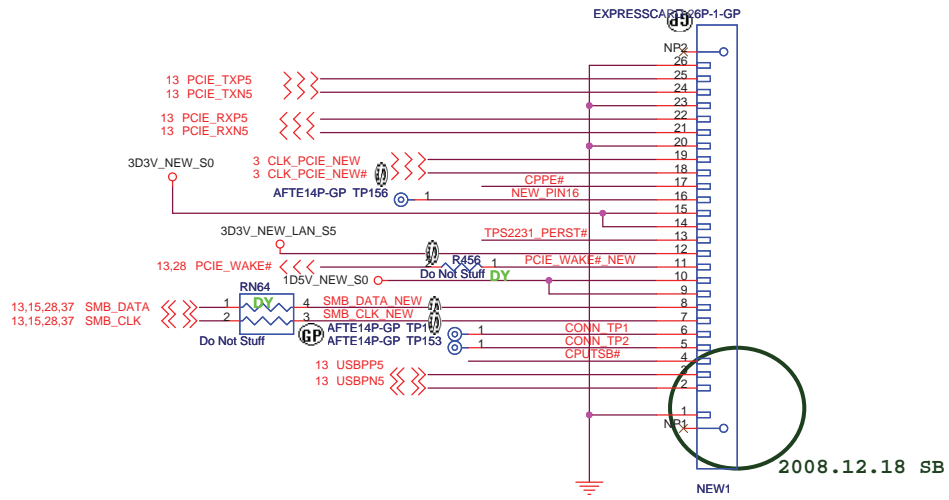 EXPRESSCARD-26P-1-GP
NP2
26
13 PCIE_TXP5
25
13 PCIE_TXN5
24
23
13 PCIE_RXP5
22
13 PCIE_RXN5
21
20
3D3V_NEW_S0
3 CLK_PCIE_NEW
19
3 CLK_PCIE_NEW#
18
CPPE#
17
AFTE14P-GP TP156
1
NEW_PIN16
16
15
14
3D3V_NEW_LAN_S5
TPS2231_PERST#
13
12
13,28 PCIE_WAKE#
2
R456
1
PCIE_WAKE#_NEW
11
Do Not Stuff
DY
1D5V_NEW_S0
10
9
RN64
13,15,28,37 SMB_DATA
1
DY
4
SMB_DATA_NEW
8
13,15,28,37 SMB_CLK
2
3
SMB_CLK_NEW
7
Do Not Stuff
GP
AFTE14P-GP
1
CONN_TP1
6
AFTE14P-GP TP153
1
CONN_TP2
5
CPUTSB#
4
13 USBPP5
3
13 USBPN5
2
1
NP1
2008.12.18 SB
NEW1